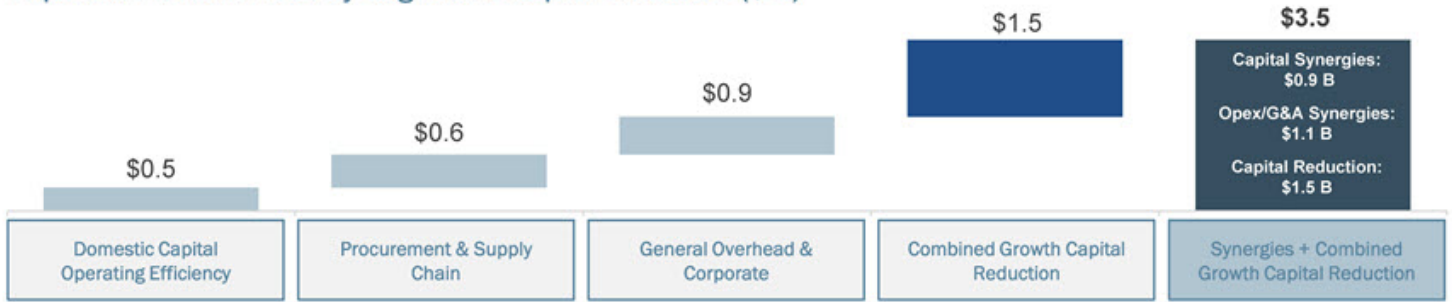 $0.5
$0.6
$0.9
$1.5
$3.5
Capital Synergies:
$0.9 B
Opex/G&A Synergies:
$1.1 B
Capital Reduction:
$1.5 B
Domestic Capital
Operating Efficiency
Procurement & Supply
Chain
General Overhead &
Corporate
Combined Growth Capital
Reduction
Synergies + Combined
Growth Capital Reduction